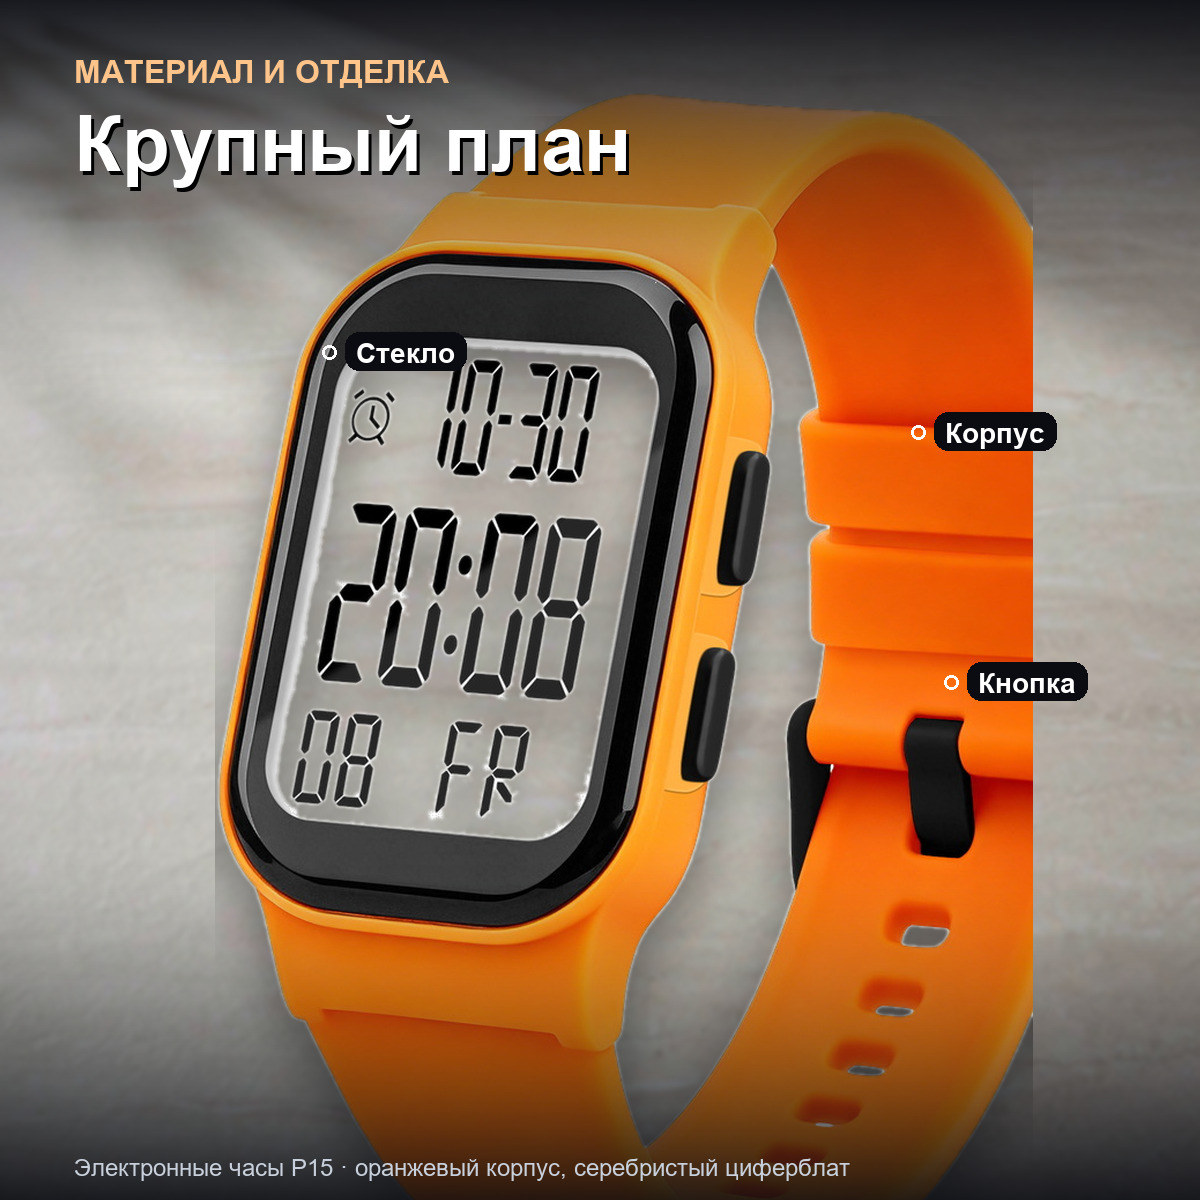 МАТЕРИАЛ И ОТДЕЛКА
Крупный план
Стекло
10-30
Корпус
20:08
Кнопка
08 FR
Электронные часы P15 · оранжевый корпус, серебристый циферблат